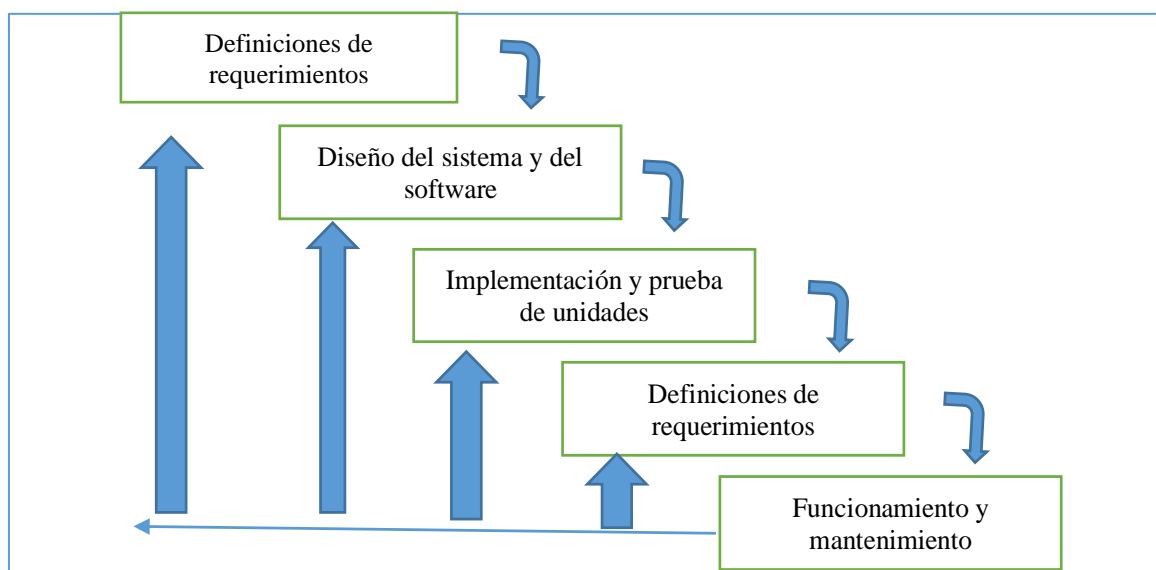 Definiciones de
requerimientos
Diseño del sistema y del
software
Implementación y prueba
de unidades
Definiciones de
requerimientos
Funcionamiento y
mantenimiento